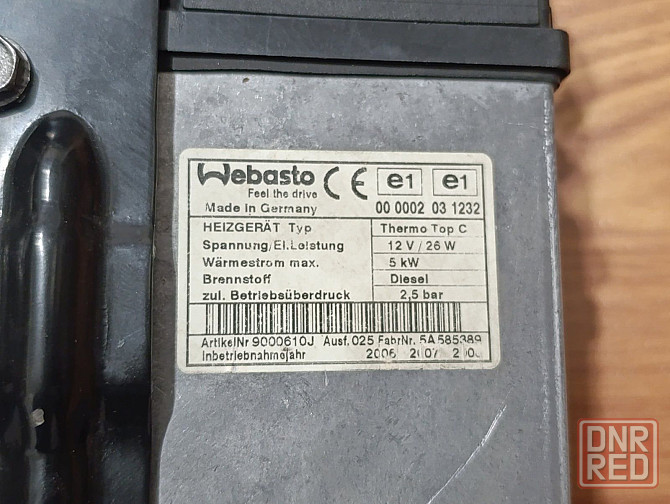 Webasto
Feel the drive
Made in Germany
CE e1 e1
00 0002 03 1232
HEIZGERÄT Typ Thermo Top C
Spannung/El.Leistung 12 V / 26 W
Wärmestrom max. 5 kW
Brennstoff Diesel
zul. Betriebsüberdruck 2,5 bar
ArtikelNr 9000610J Ausf. 025 FabrNr. 5A585389
Inbetriebnahmejahr 2006 2007
DNR
RED